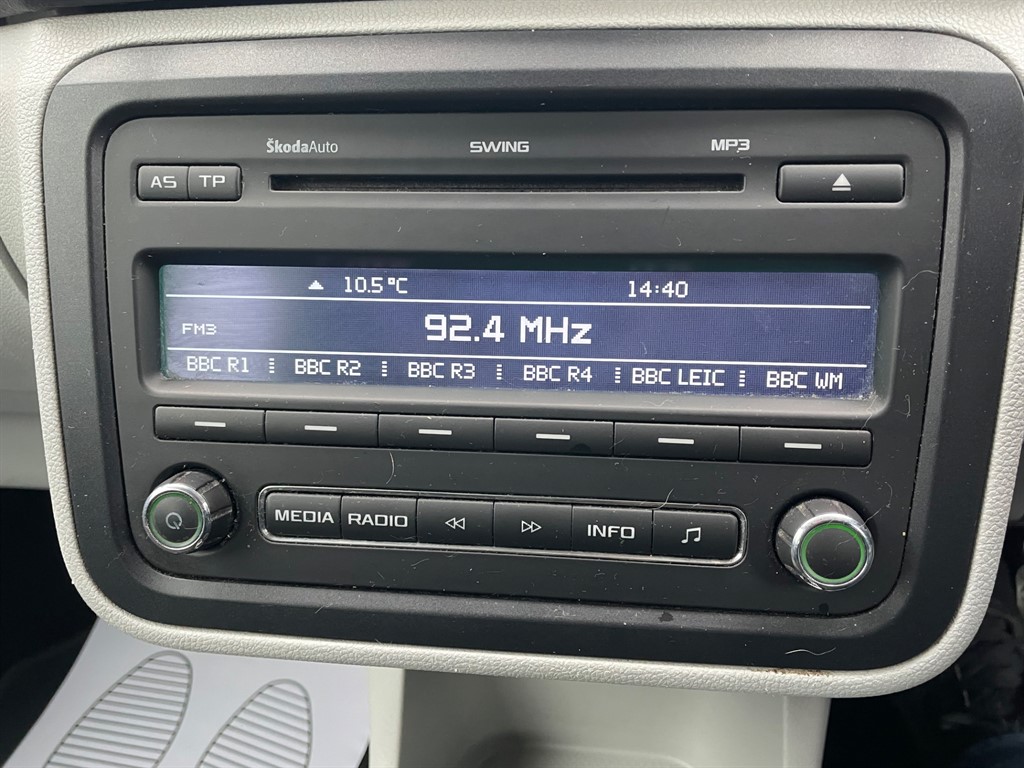 ŠkodaAuto SWING MP3
AS TP
10.5°C 14:40
FM3 92.4 MHz
BBC R1 BBC R2 BBC R3 BBC R4 BBC LEIC BBC WM
MEDIA RADIO INFO